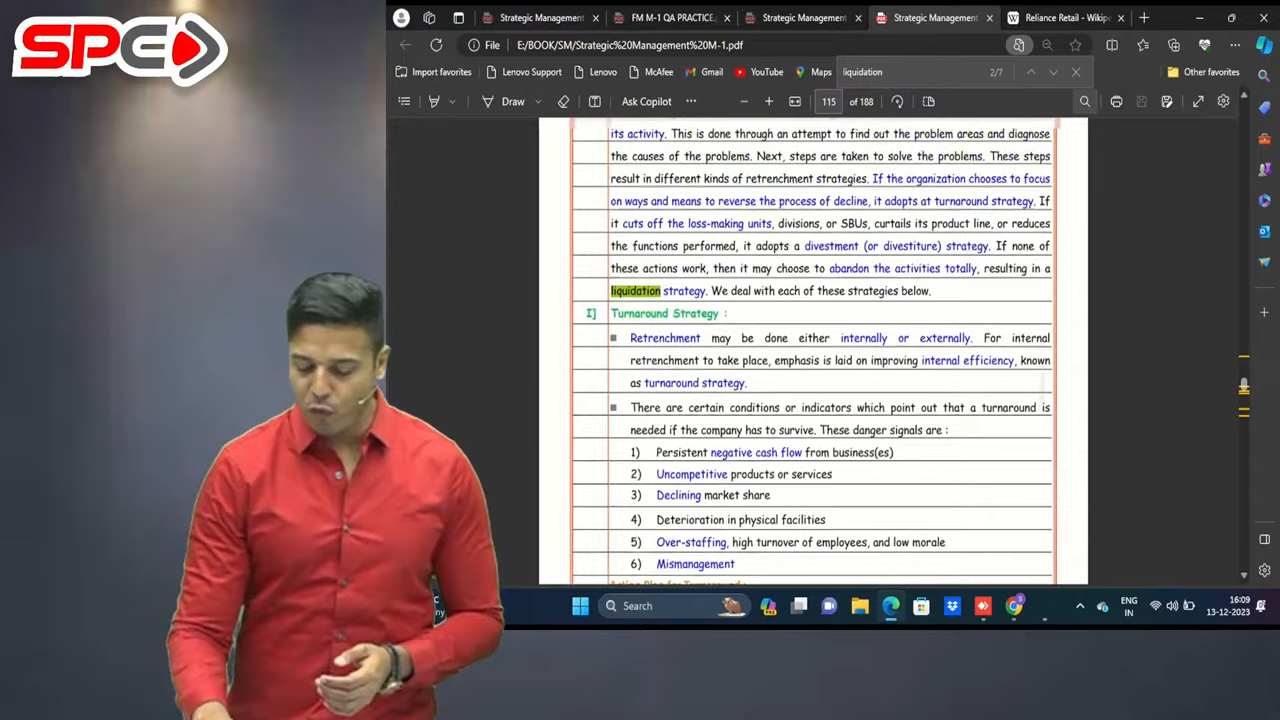 SPC
Strategic Management
FM M-1 QA PRACTICE.
Strategic Management
Strategic Management
Reliance Retail - Wikip
File
E:/BOOK/SM/Strategic%20Management%20M-1.pdf
Import favorites
Lenovo Support
Lenovo
McAfee
Gmail
YouTube
Maps
liquidation
2/7
Other favorites
Draw
Ask Copilot
115 of 188
its activity. This is done through an attempt to find out the problem areas and diagnose
the causes of the problems. Next, steps are taken to solve the problems. These steps
result in different kinds of retrenchment strategies. If the organization chooses to focus
on ways and means to reverse the process of decline, it adopts at turnaround strategy. If
it cuts off the loss-making units, divisions, or SBUs, curtails its product line, or reduces
the functions performed, it adopts a divestment (or divestiture) strategy. If none of
these actions work, then it may choose to abandon the activities totally, resulting in a
liquidation strategy. We deal with each of these strategies below.
I] Turnaround Strategy :
Retrenchment may be done either internally or externally. For internal
retrenchment to take place, emphasis is laid on improving internal efficiency, known
as turnaround strategy.
There are certain conditions or indicators which point out that a turnaround is
needed if the company has to survive. These danger signals are :
1) Persistent negative cash flow from business(es)
2) Uncompetitive products or services
3) Declining market share
4) Deterioration in physical facilities
5) Over-staffing, high turnover of employees, and low morale
6) Mismanagement
Action Plan for Turnaround :
Search
ENG
IN
16:09
13-12-2023